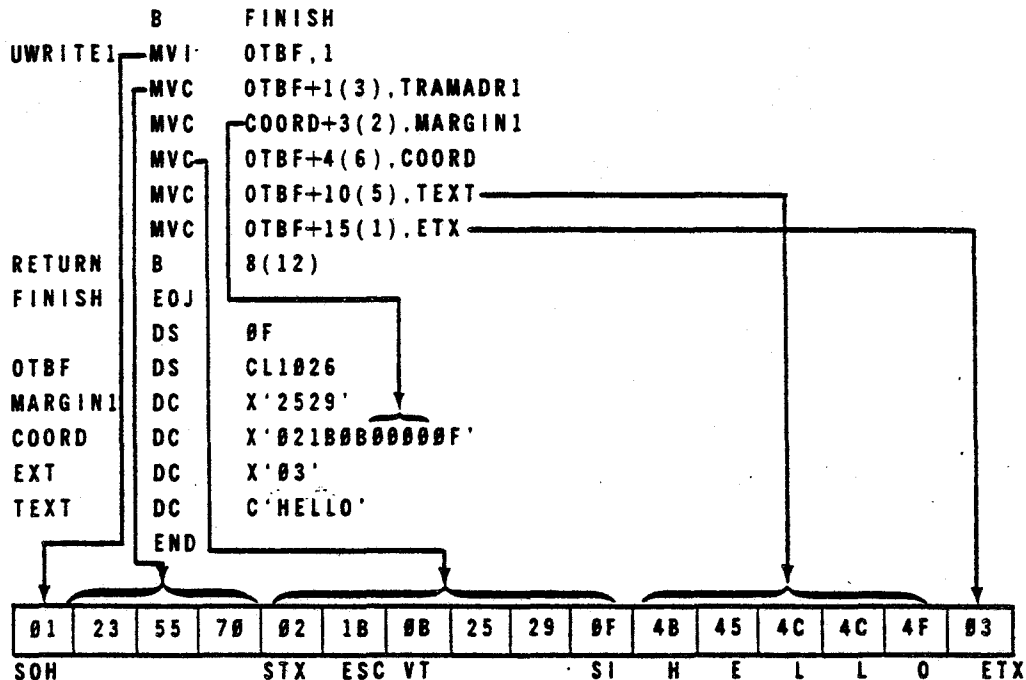 B FINISH
UWRITE1 MVI OTBF,1
MVC OTBF+1(3),TRAMADR1
MVC COORD+3(2),MARGIN1
MVC OTBF+4(6),COORD
MVC OTBF+10(5),TEXT
MVC OTBF+15(1),ETX
RETURN B 8(12)
FINISH EOJ
DS 0F
OTBF DS CL1026
MARGIN1 DC X'2529'
COORD DC X'021B0B00000F'
EXT DC X'03'
TEXT DC C'HELLO'
END
01 23 55 70 02 1B 0B 25 29 0F 4B 45 4C 4C 4F 03
SOH STX ESC VT SI H E L L O ETX